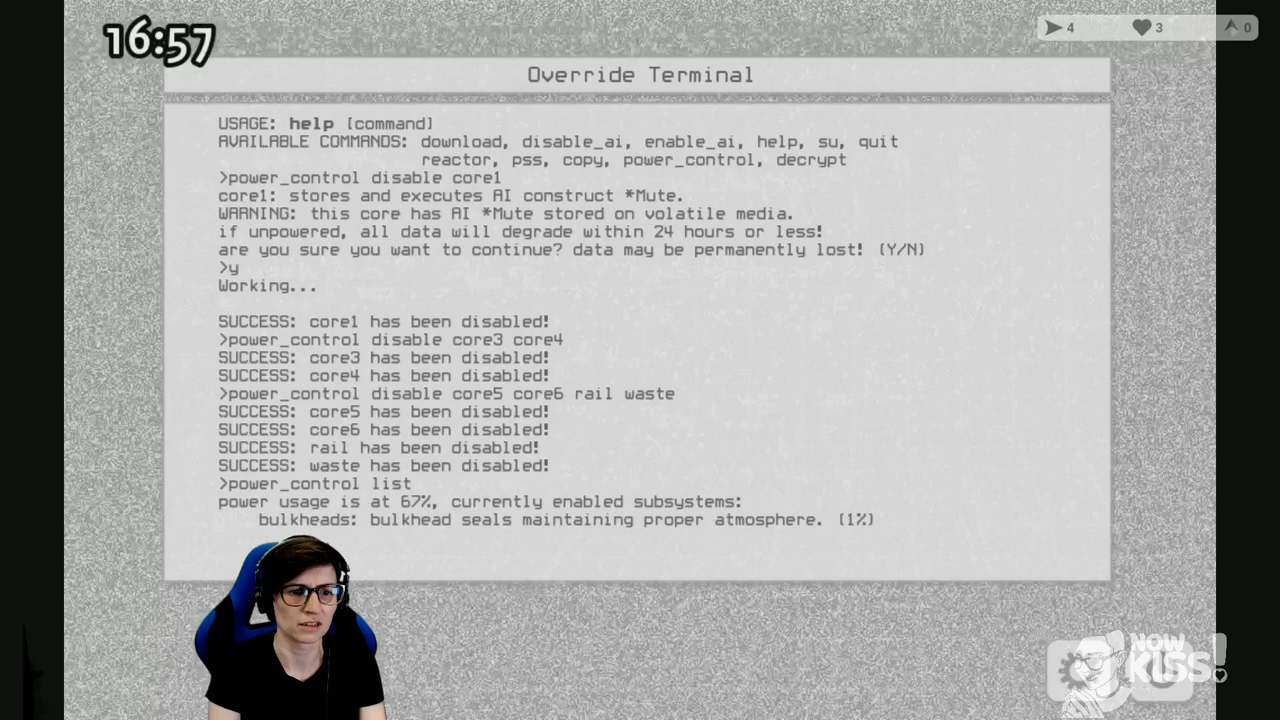 16:57
4 3 0
Override Terminal
USAGE: help [command]
AVAILABLE COMMANDS: download, disable_ai, enable_ai, help, su, quit
reactor, pss, copy, power_control, decrypt
>power_control disable core1
core1: stores and executes AI construct *Mute.
WARNING: this core has AI *Mute stored on volatile media.
if unpowered, all data will degrade within 24 hours or less!
are you sure you want to continue? data may be permanently lost! (Y/N)
>y
Working...
SUCCESS: core1 has been disabled!
>power_control disable core3 core4
SUCCESS: core3 has been disabled!
SUCCESS: core4 has been disabled!
>power_control disable core5 core6 rail waste
SUCCESS: core5 has been disabled!
SUCCESS: core6 has been disabled!
SUCCESS: rail has been disabled!
SUCCESS: waste has been disabled!
>power_control list
power usage is at 67%, currently enabled subsystems:
bulkheads: bulkhead seals maintaining proper atmosphere. (1%)
NOW
KISS!